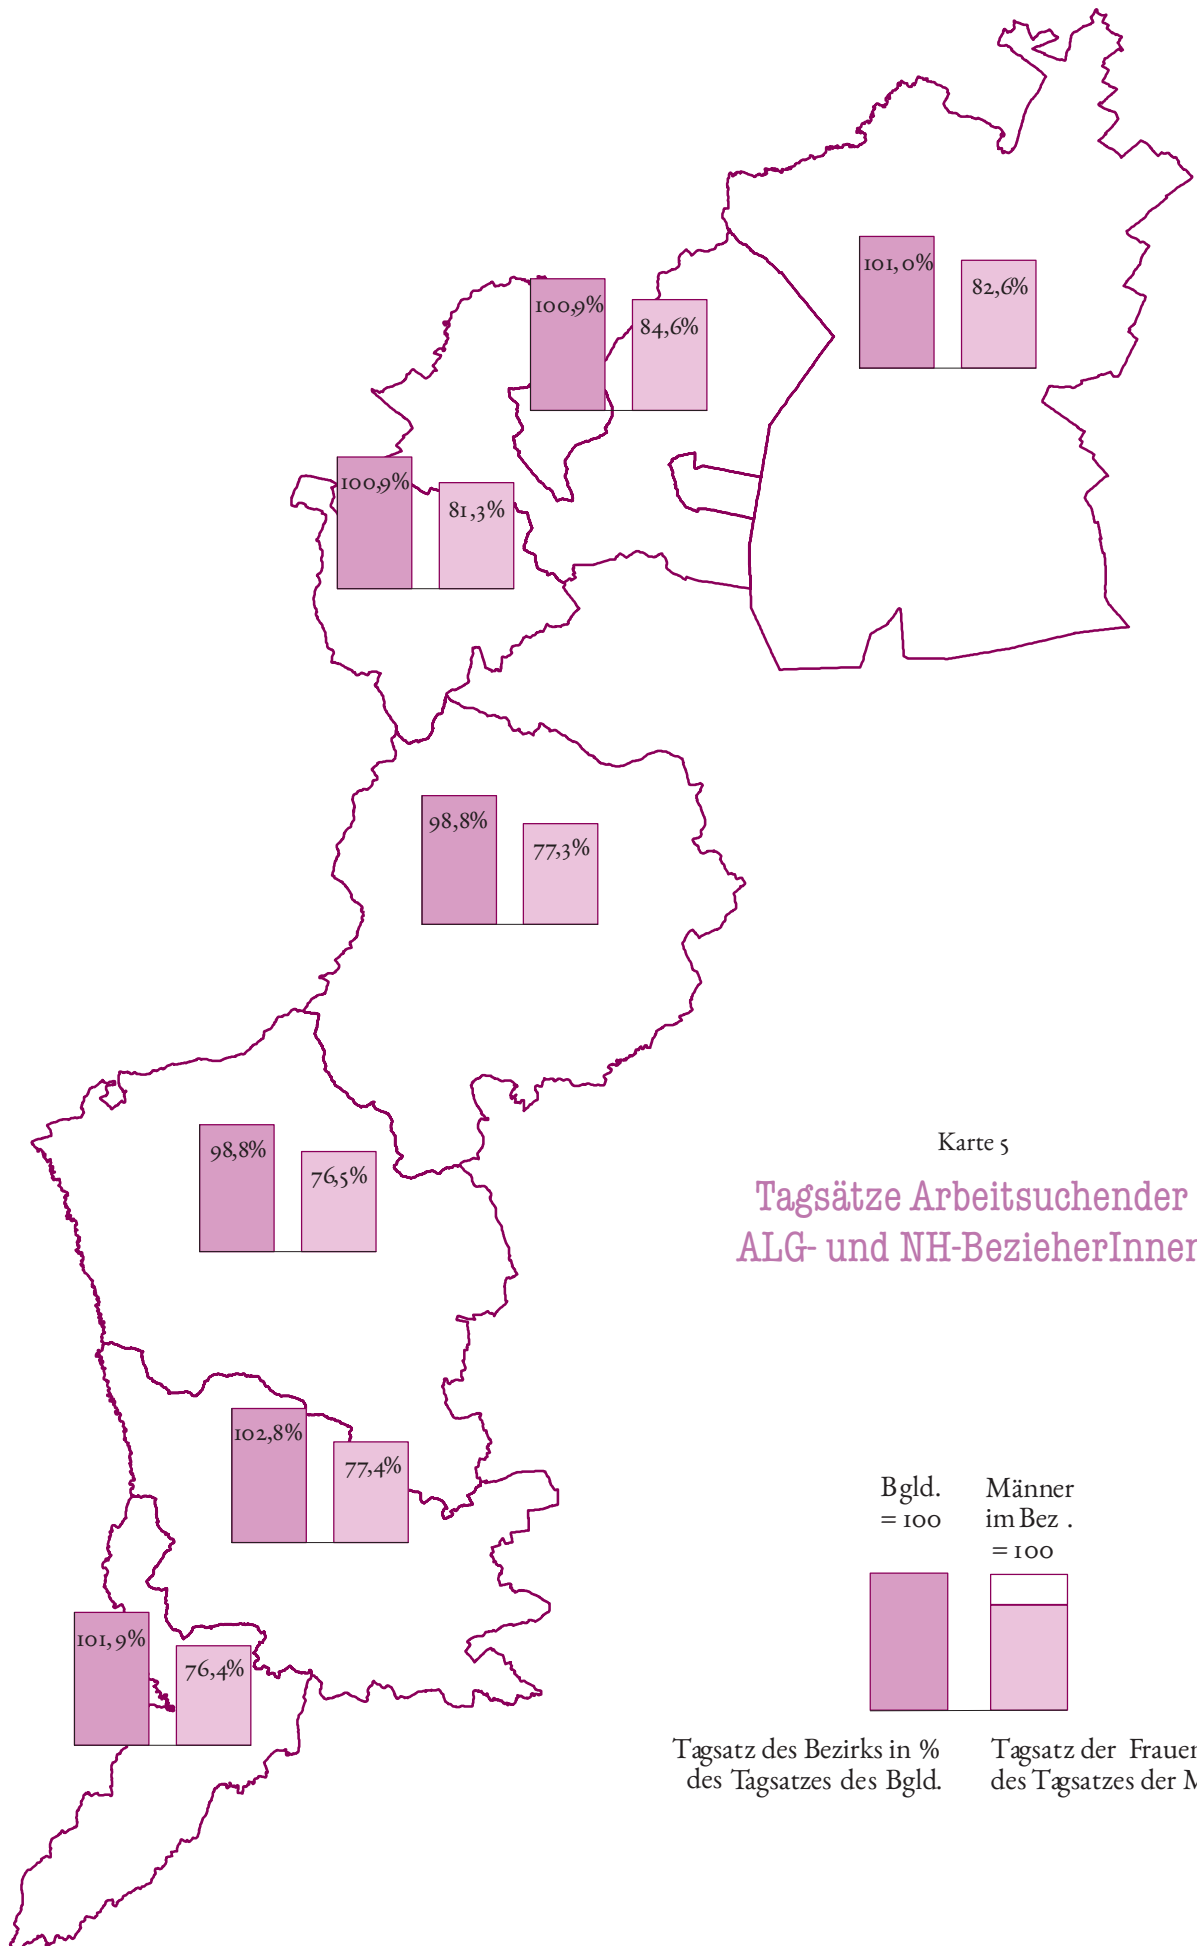 101,0%
82,6%
100,9%
84,6%
100,9%
81,3%
98,8%
77,3%
98,8%
76,5%
102,8%
77,4%
101,9%
76,4%
Karte 5
Tagsätze Arbeitsuchender
ALG- und NH-BezieherInnen
Bgld.
= 100
Männer
im Bez .
= 100
Tagsatz des Bezirks in %
des Tagsatzes des Bgld.
Tagsatz der Frauen
des Tagsatzes der M